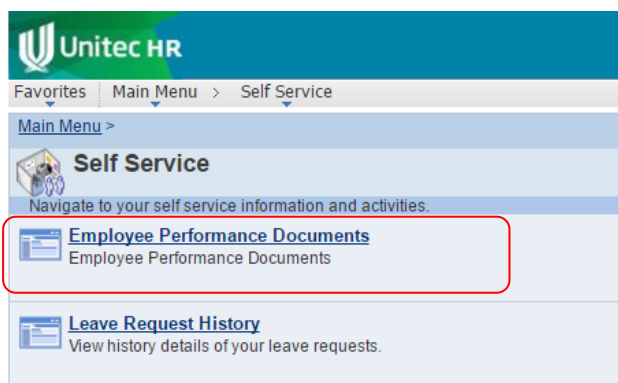 Unitec HR
Favorites Main Menu > Self Service
Main Menu >
Self Service
Navigate to your self service information and activities.
Employee Performance Documents
Employee Performance Documents
Leave Request History
View history details of your leave requests.